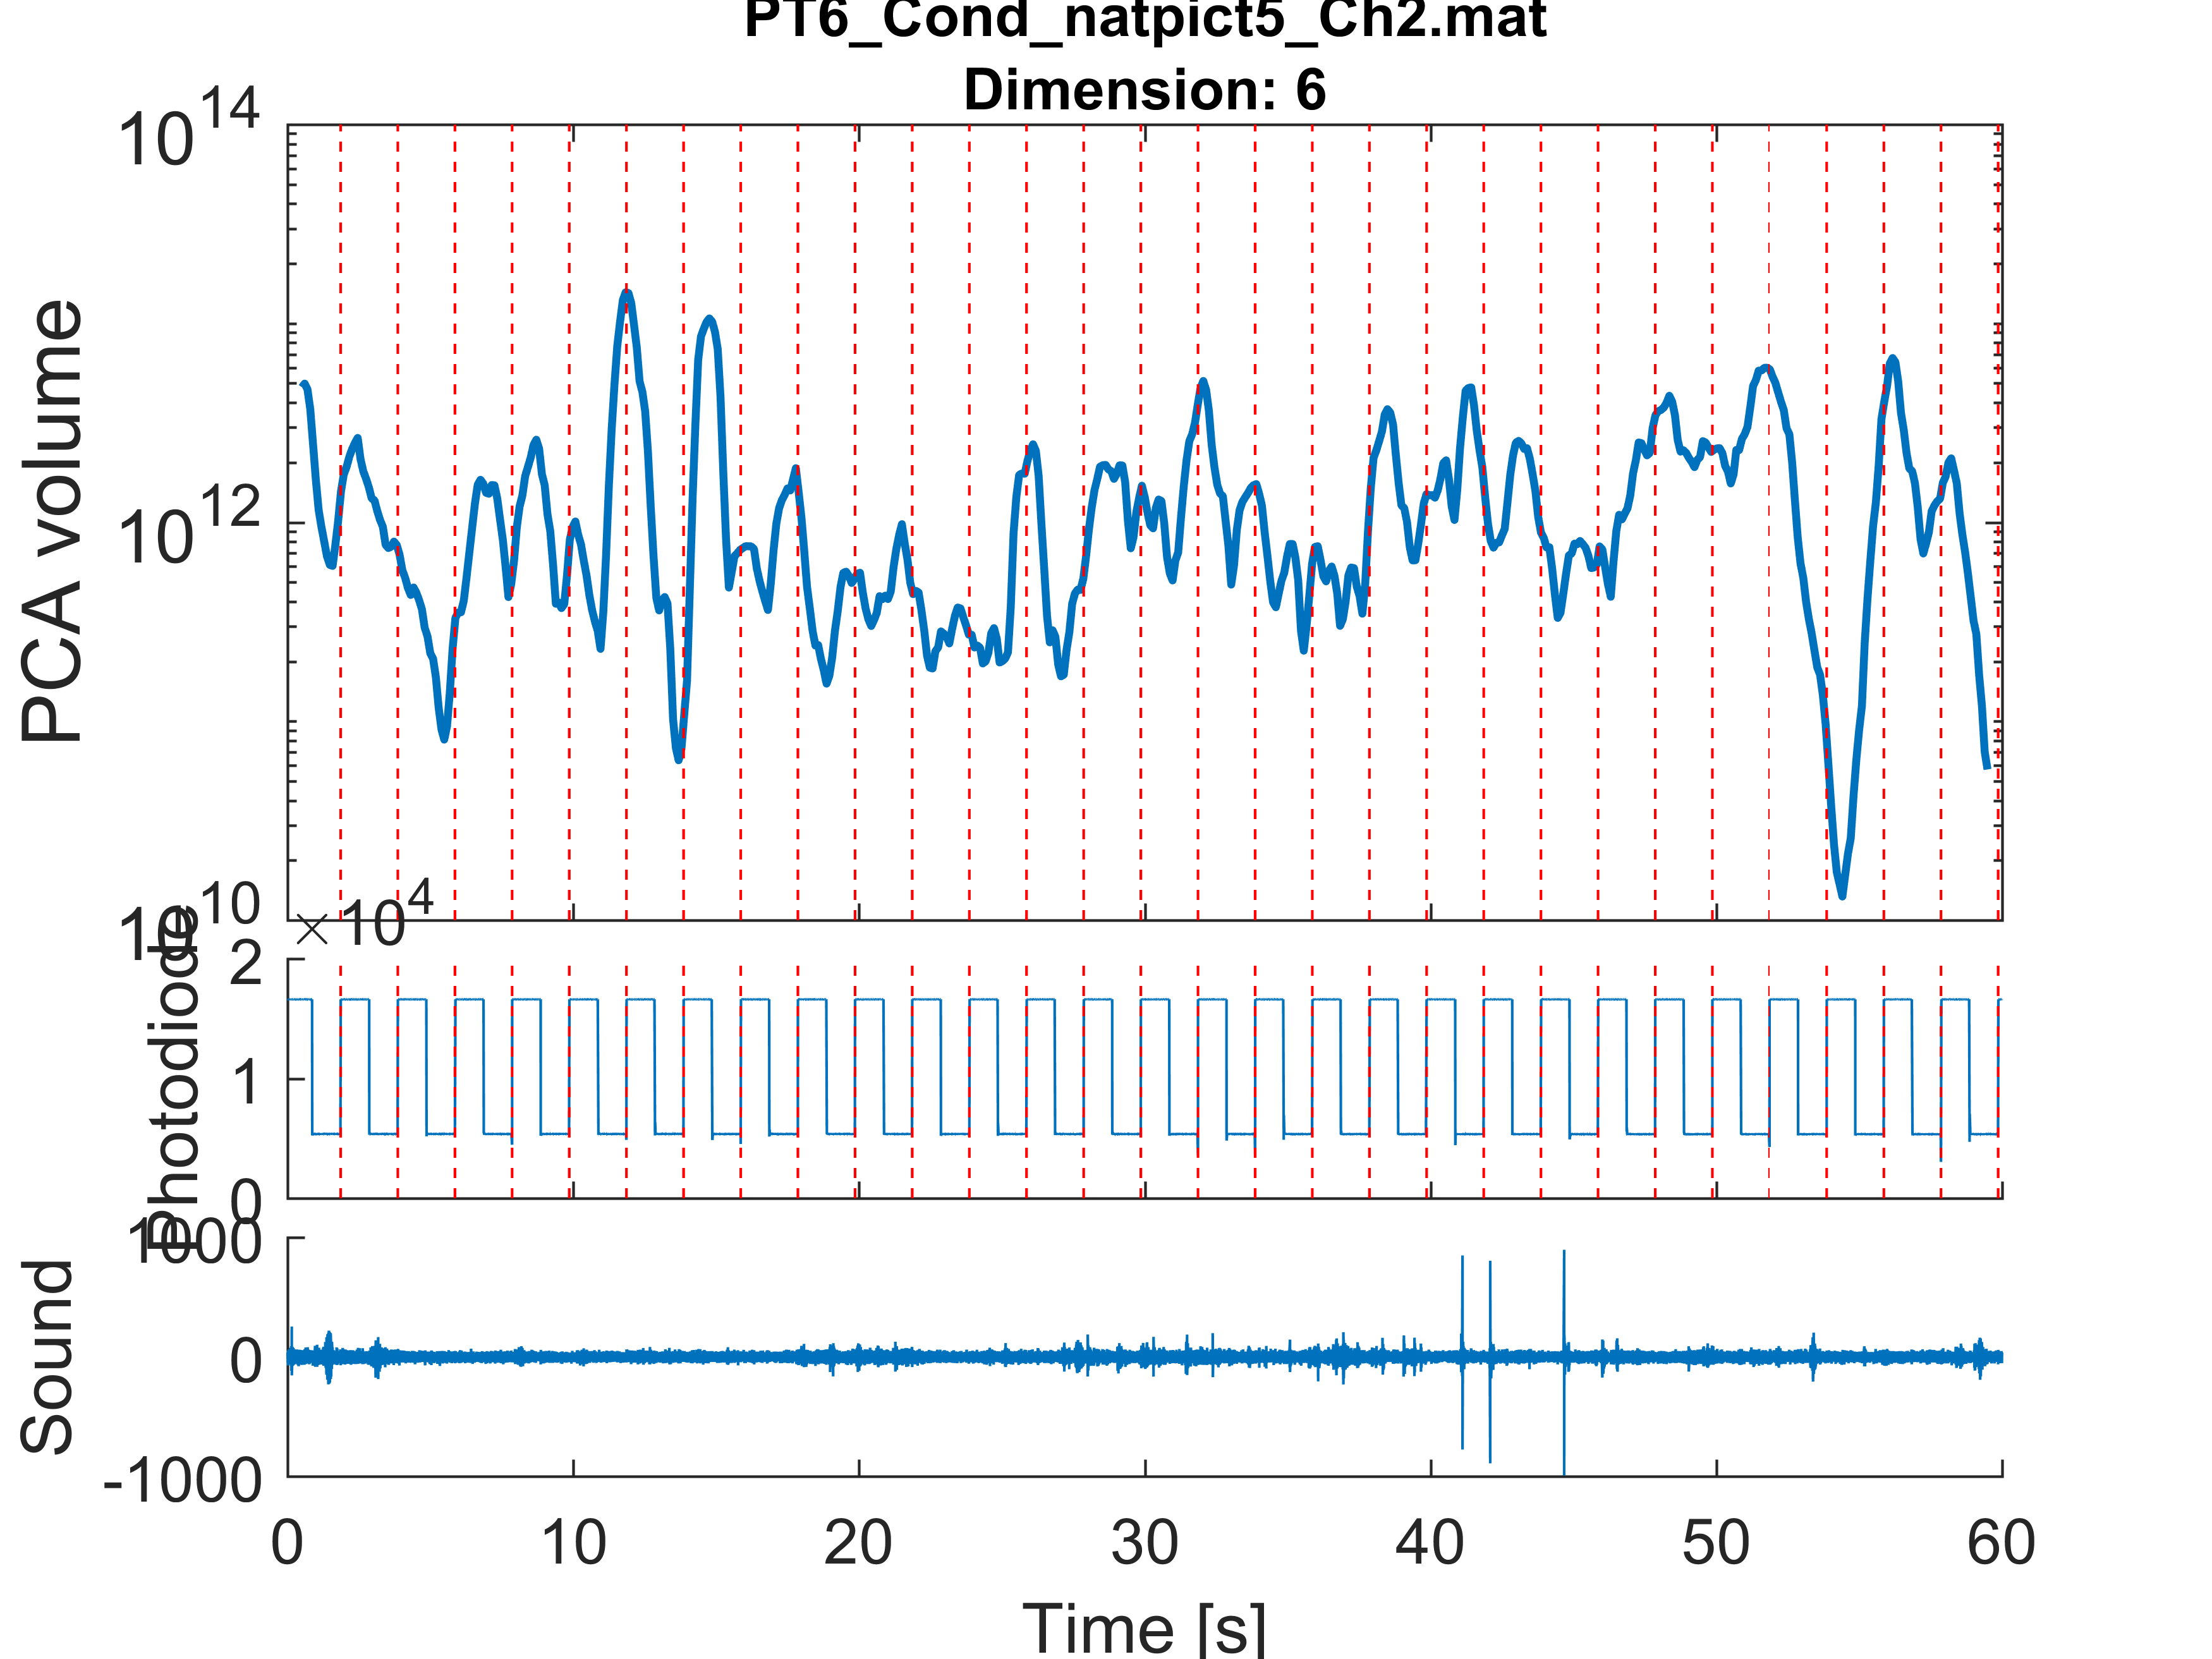 PT6_Cond_natpict5_Ch2.mat
Dimension: 6
PCA volume
10^14
10^12
10^10
×10^4
Photodiode
2
1
0
Sound
1000
0
-1000
0 10 20 30 40 50 60
Time [s]